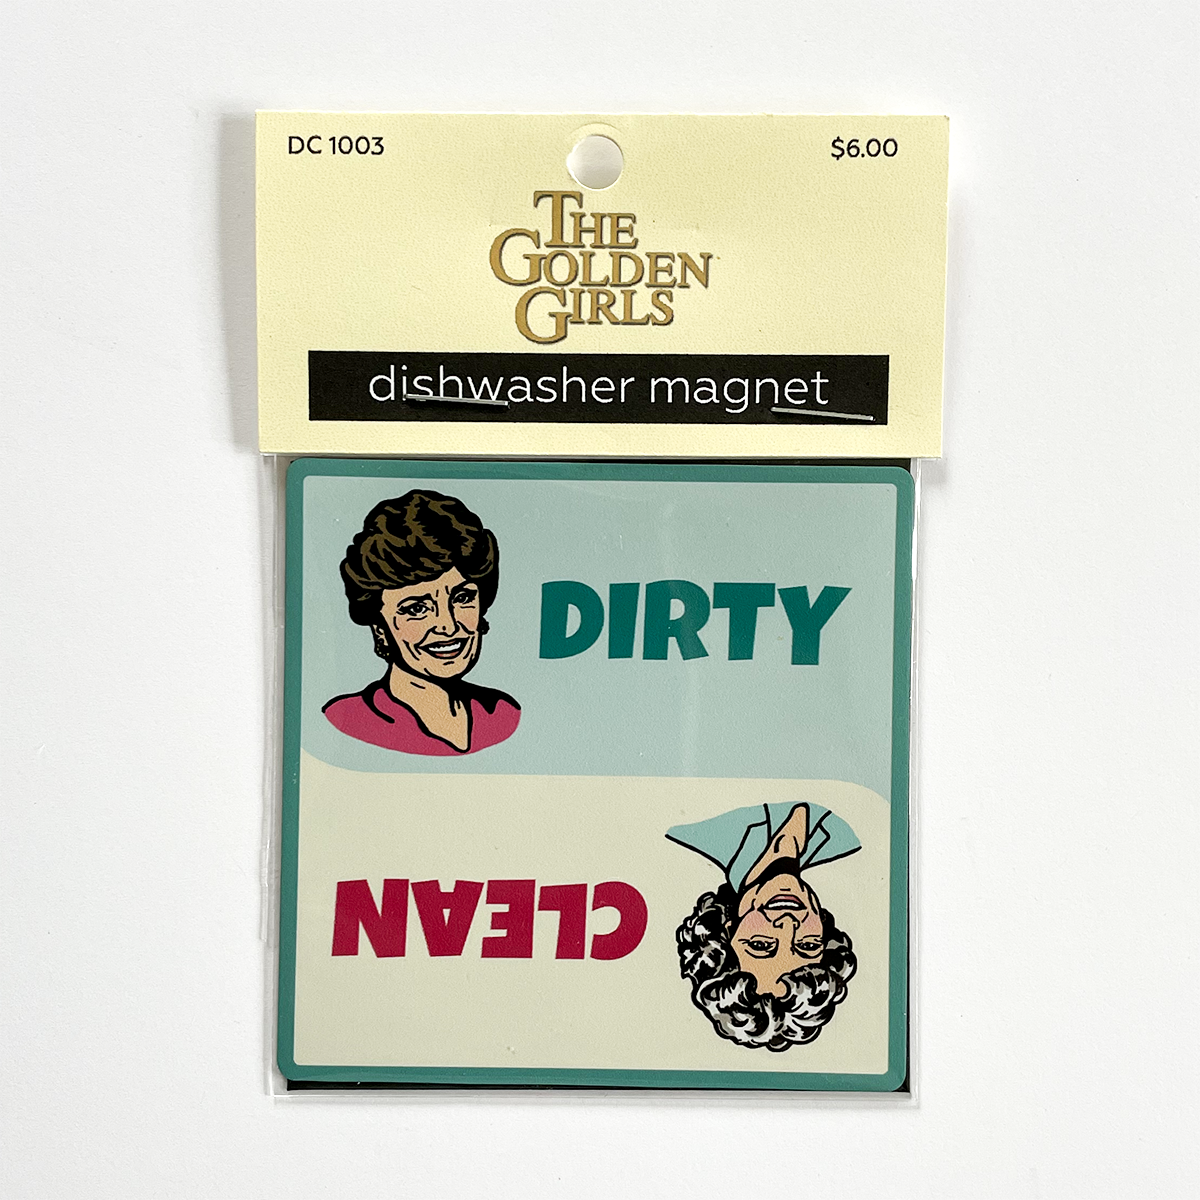 DC 1003
$6.00
THE
GOLDEN
GIRLS
dishwasher magnet
DIRTY
CLEAN